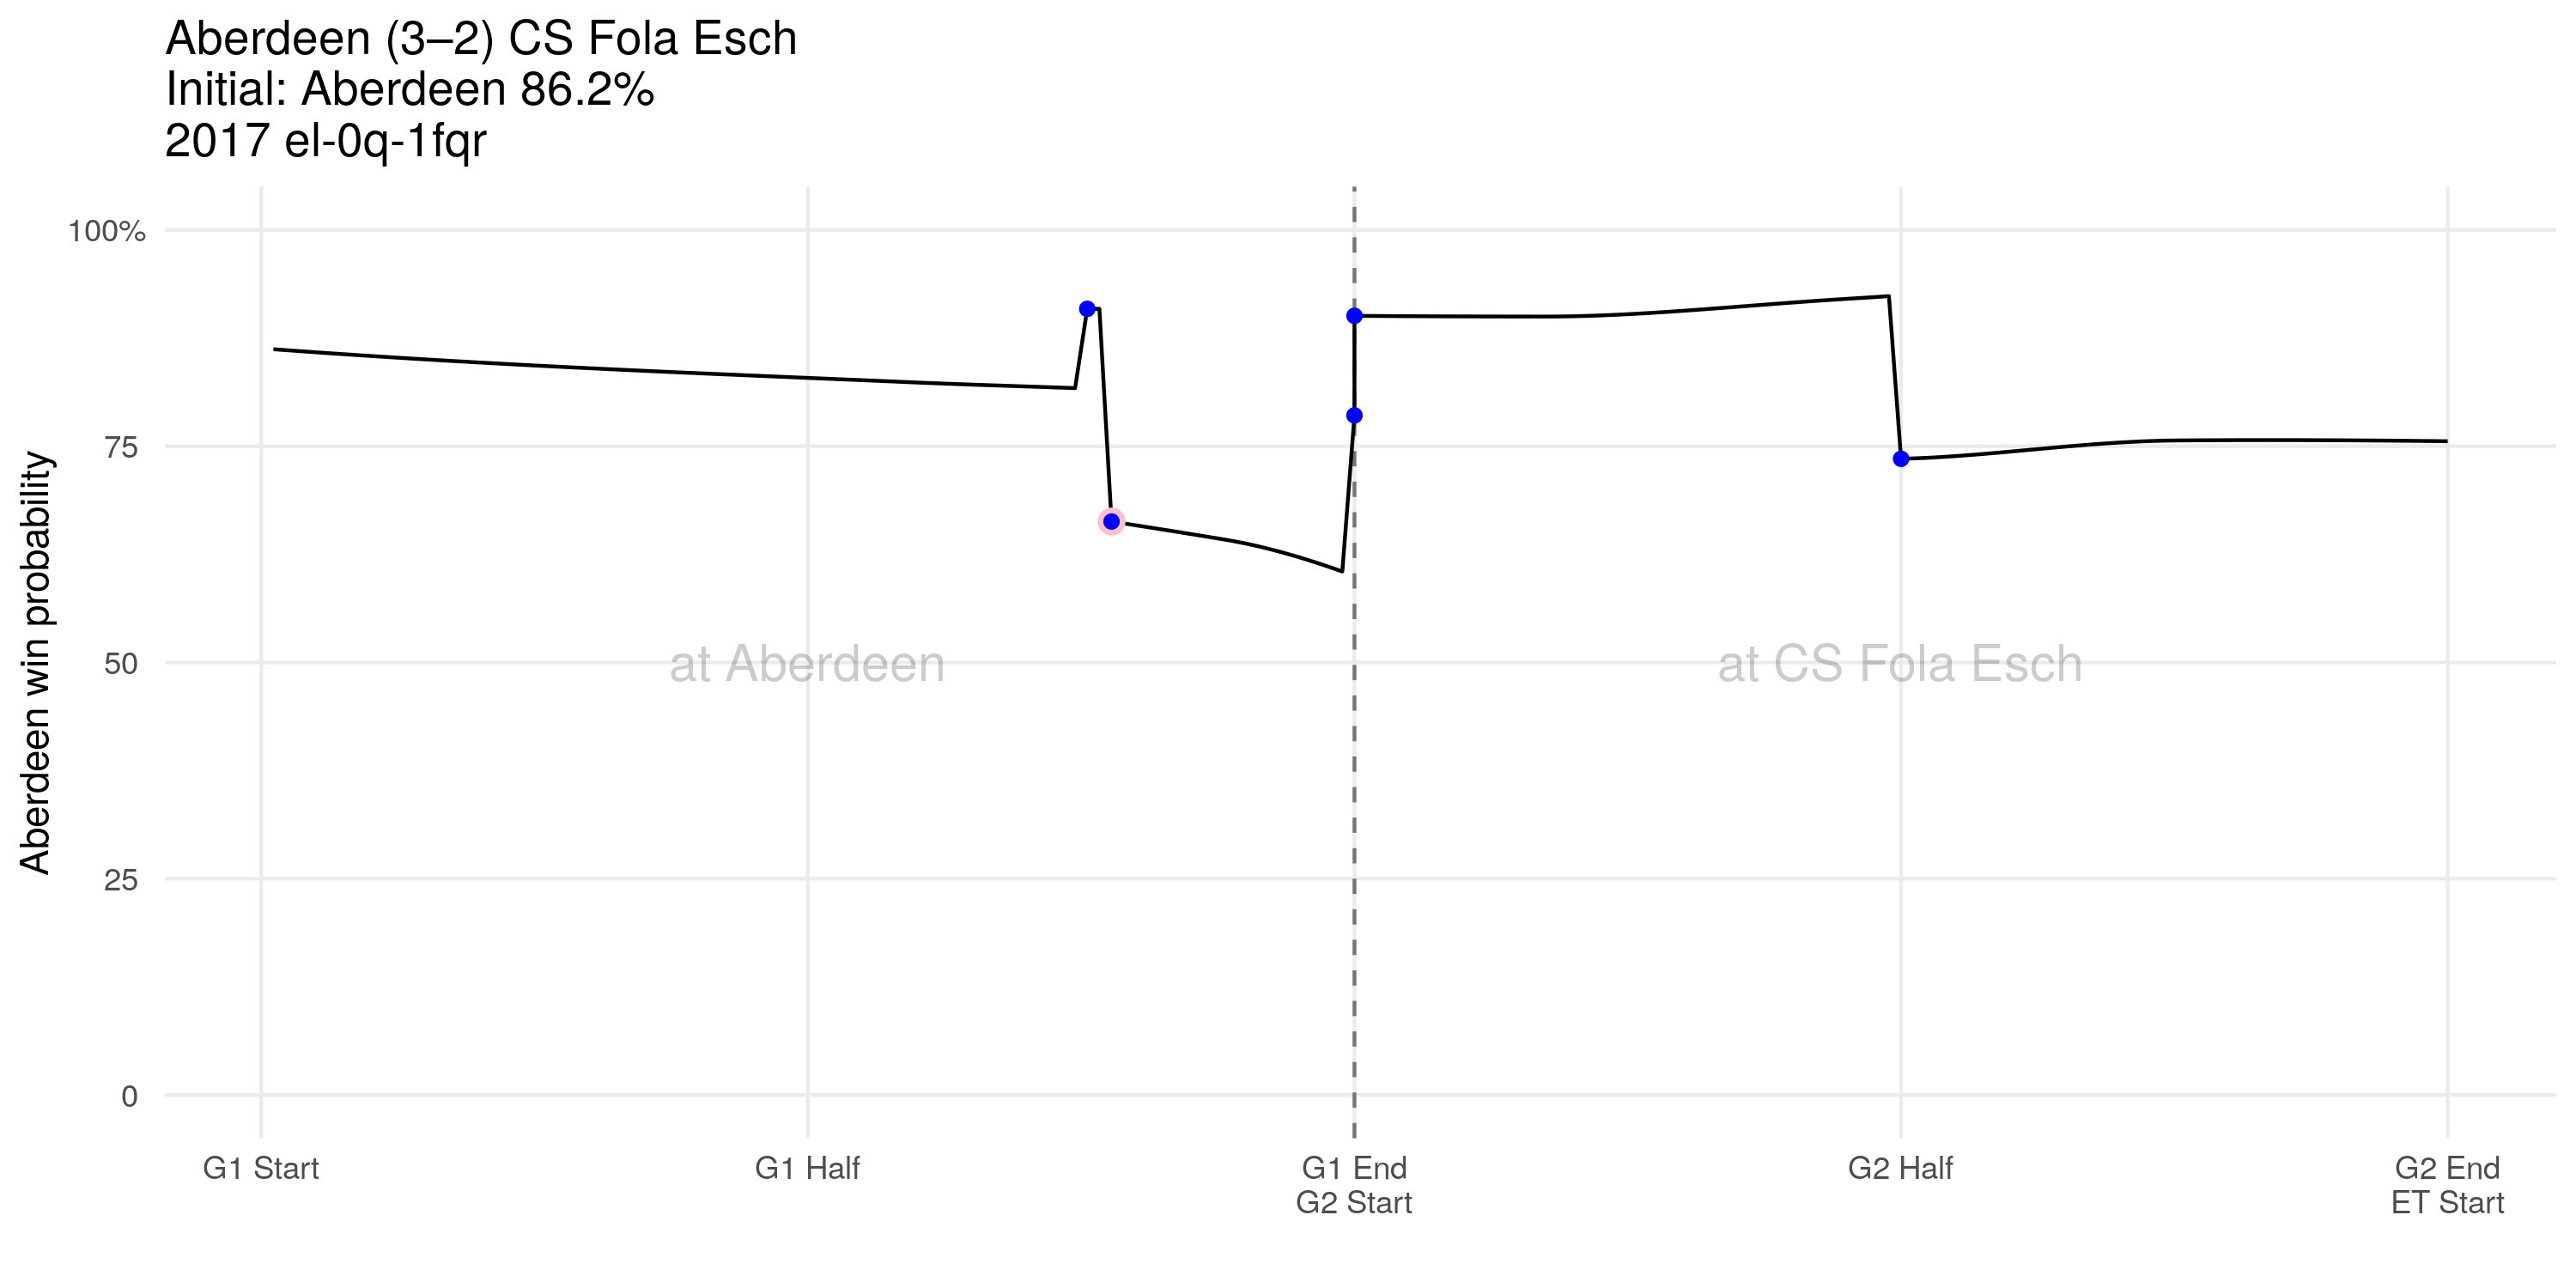 Aberdeen (3–2) CS Fola Esch
Initial: Aberdeen 86.2%
2017 el-0q-1fqr
Aberdeen win probability
100%
75
50
25
0
at Aberdeen
at CS Fola Esch
G1 Start
G1 Half
G1 End
G2 Start
G2 Half
G2 End
ET Start